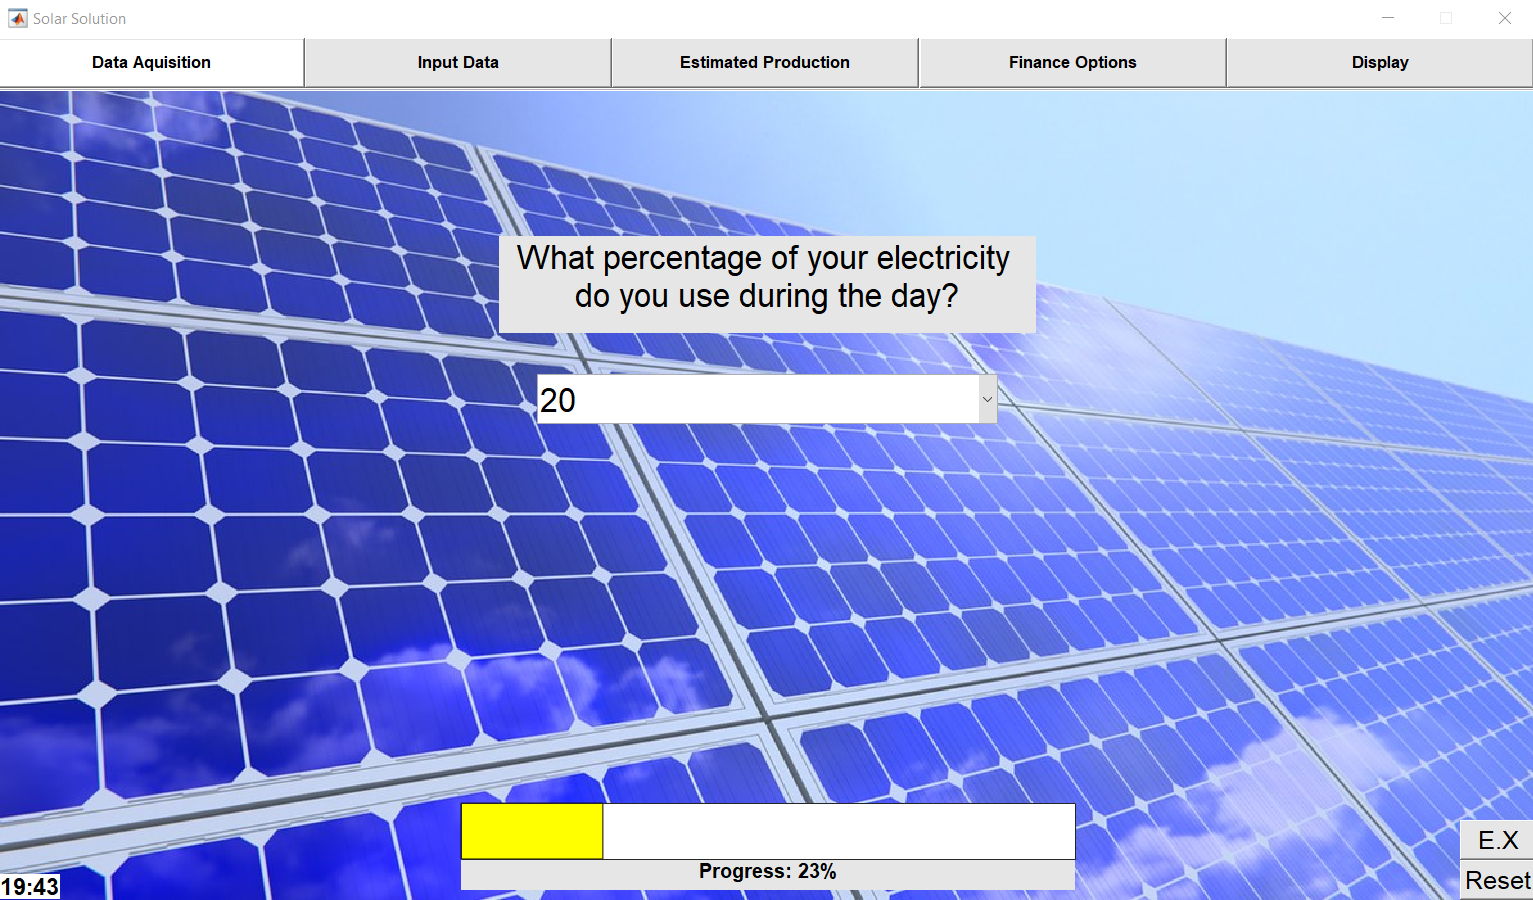 Solar Solution
Data Aquisition
Input Data
Estimated Production
Finance Options
Display
What percentage of your electricity
do you use during the day?
20
Progress: 23%
19:43
E.X
Reset